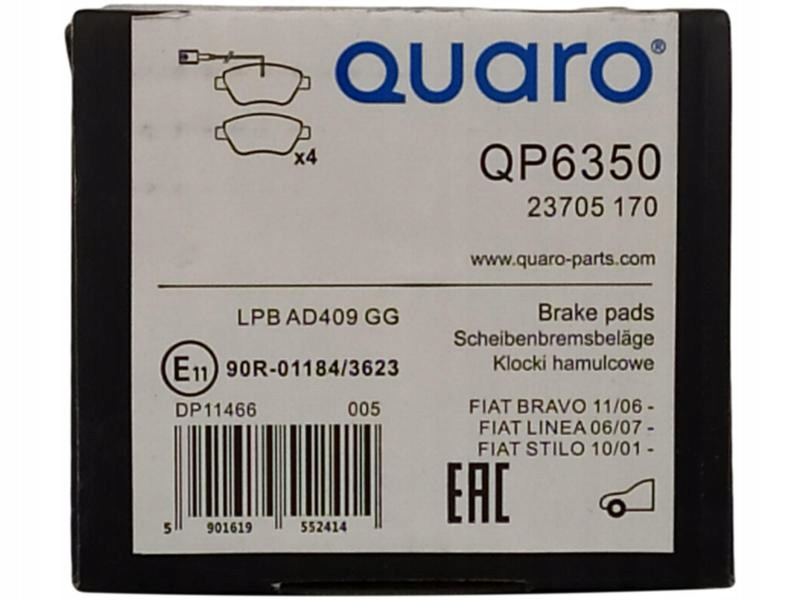 QUARO®
x4
QP6350
23705 170
www.quaro-parts.com
LPB AD409 GG
Brake pads
Scheibenbremsbeläge
Klocki hamulcowe
E11 90R-01184/3623
DP11466 005
FIAT BRAVO 11/06 -
FIAT LINEA 06/07 -
FIAT STILO 10/01 -
5 901619 552414
EAC